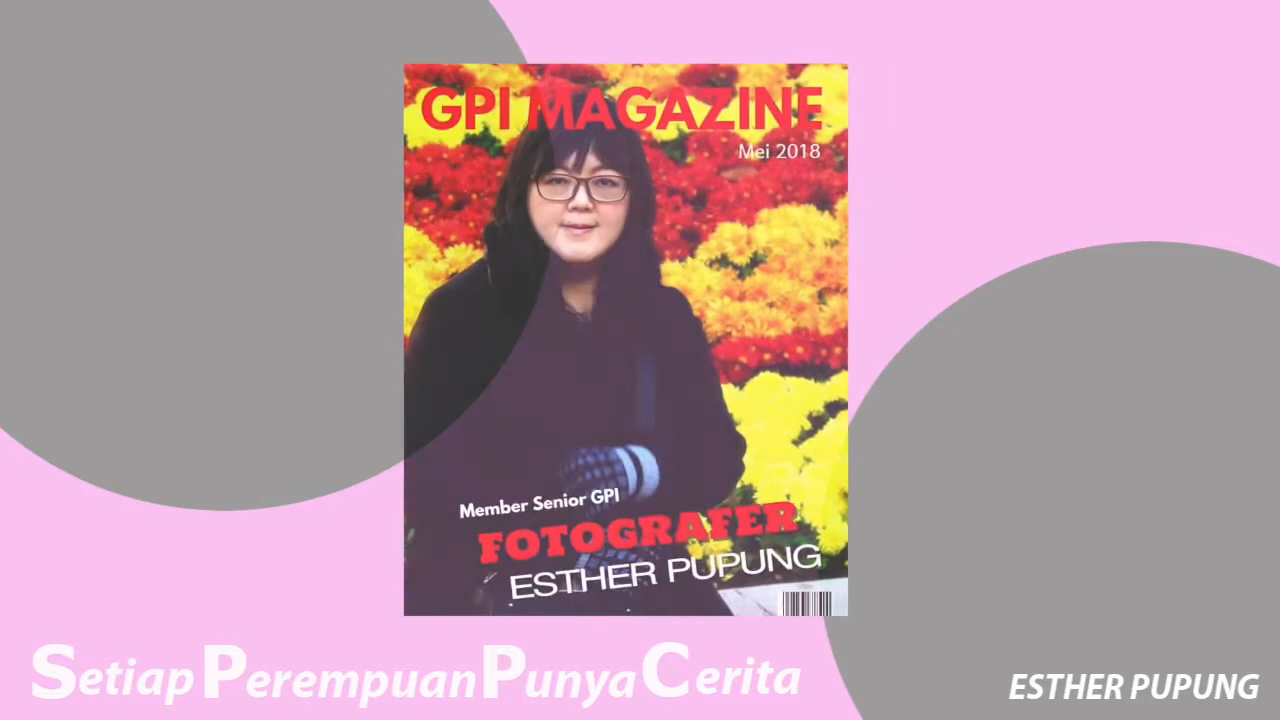 GPI MAGAZINE
Mei 2018
Member Senior GPI
FOTOGRAFER
ESTHER PUPUNG
Setiap Perempuan Punya Cerita
ESTHER PUPUNG